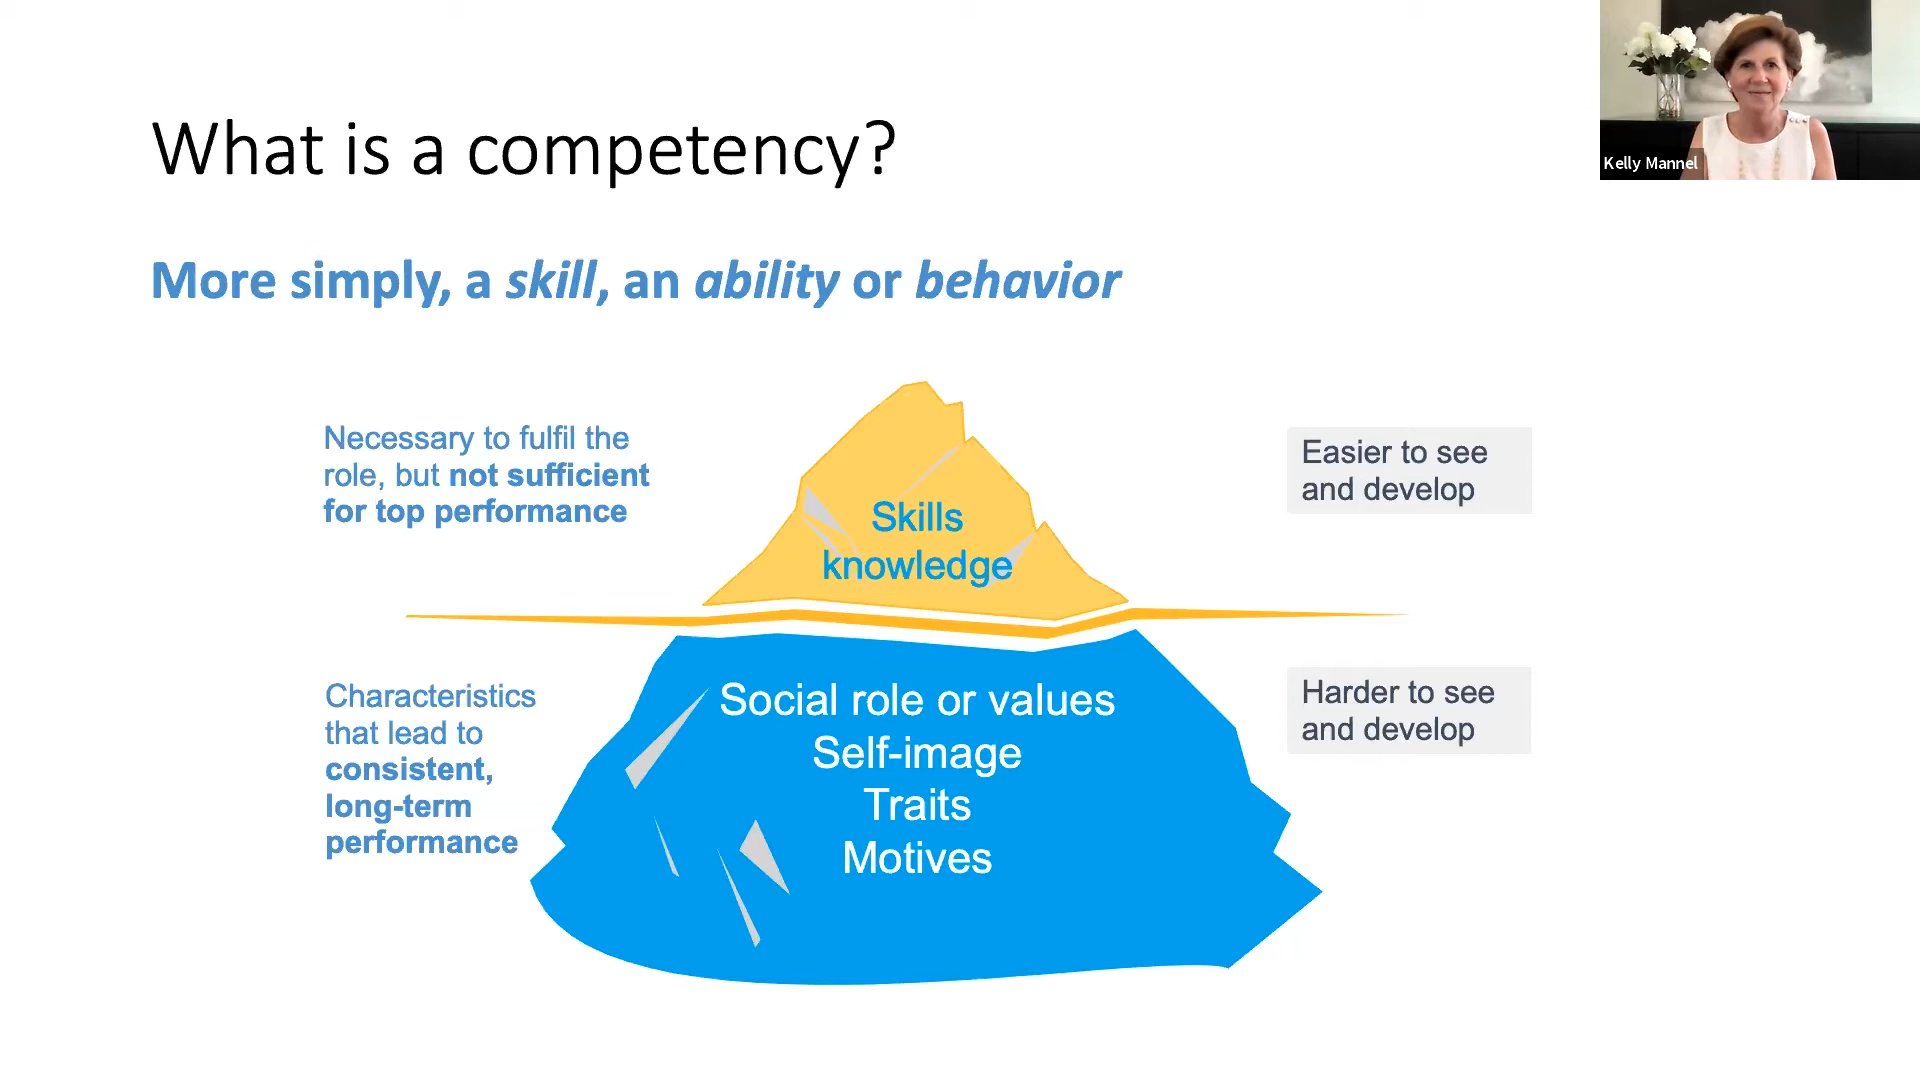 What is a competency?
Kelly Mannel
More simply, a skill, an ability or behavior
Necessary to fulfil the
role, but not sufficient
for top performance
Skills
knowledge
Easier to see
and develop
Characteristics
that lead to
consistent,
long-term
performance
Social role or values
Self-image
Traits
Motives
Harder to see
and develop